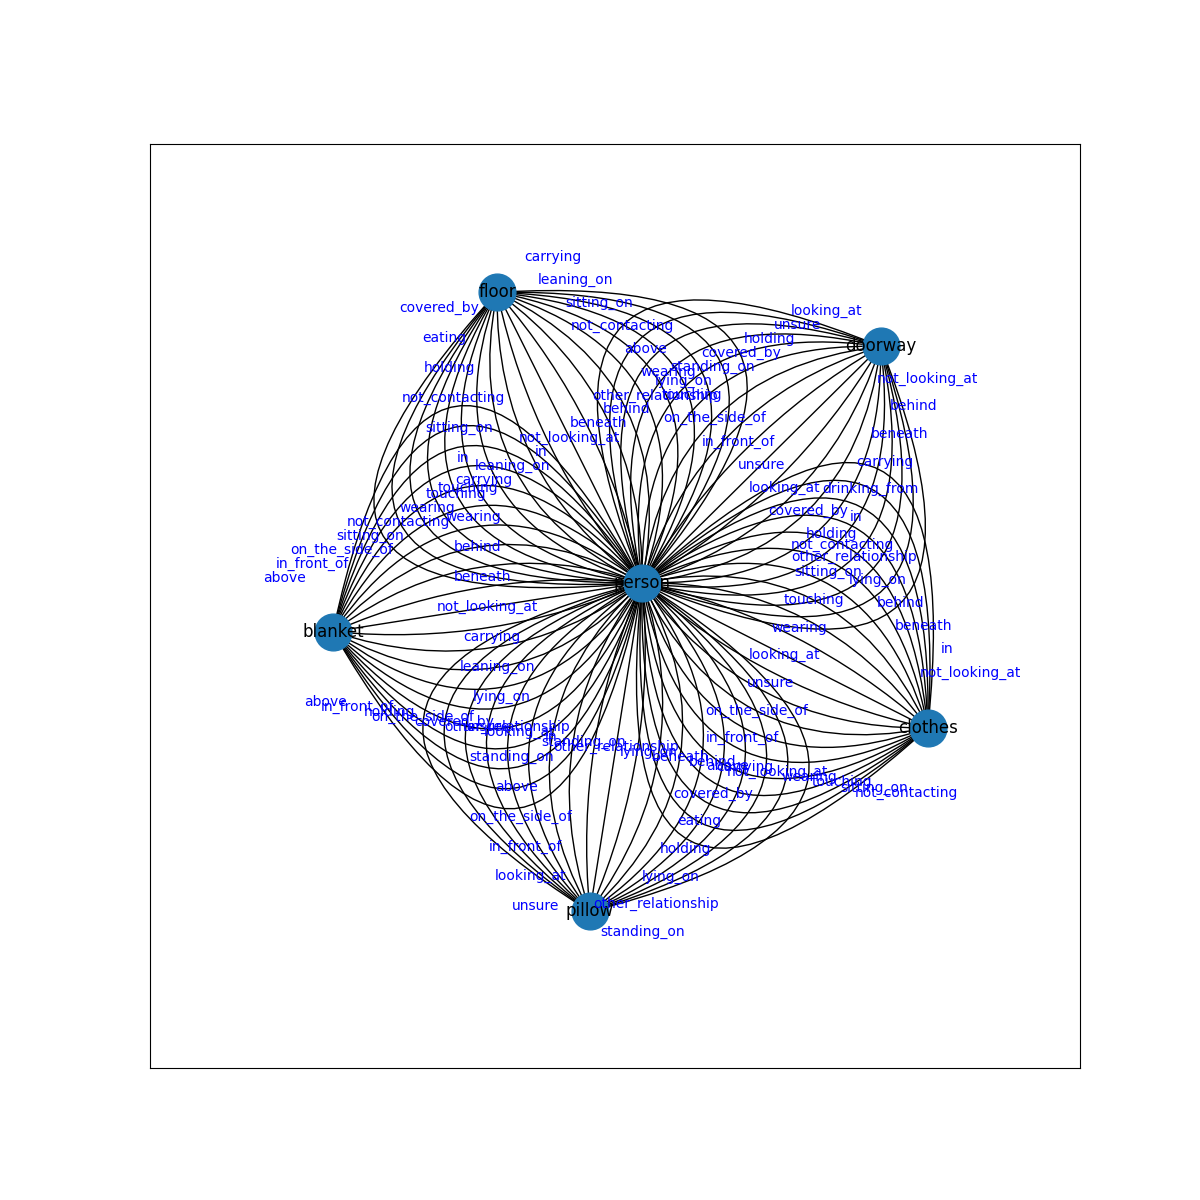 carrying
leaning_on
sitting_on
covered_by
floor
looking_at
not_contacting
unsure
eating
holding
doorway
above
covered_by
holding
standing_on
wearing
lying_on
not_looking_at
not_contacting
other_relationship
touching
behind
behind
on_the_side_of
beneath
sitting_on
beneath
not_looking_at
in_front_of
in
in
carrying
leaning_on
unsure
carrying
touching
looking_at
drinking_from
touching
wearing
covered_by
wearing
in
not_contacting
sitting_on
holding
behind
on_the_side_of
not_contacting
other_relationship
in_front_of
sitting_on
above
beneath
lying_on
person
touching
behind
not_looking_at
beneath
wearing
blanket
carrying
in
looking_at
leaning_on
not_looking_at
unsure
lying_on
above
in_front_of
holding
on_the_side_of
on_the_side_of
covered_by
other_relationship
unsure
clothes
looking_at
in
in_front_of
standing_on
other_relationship
lying_on
standing_on
beneath
behind
above
carrying
not_looking_at
wearing
touching
above
sitting_on
not_contacting
covered_by
on_the_side_of
eating
in_front_of
holding
looking_at
lying_on
unsure
pillow
other_relationship
standing_on